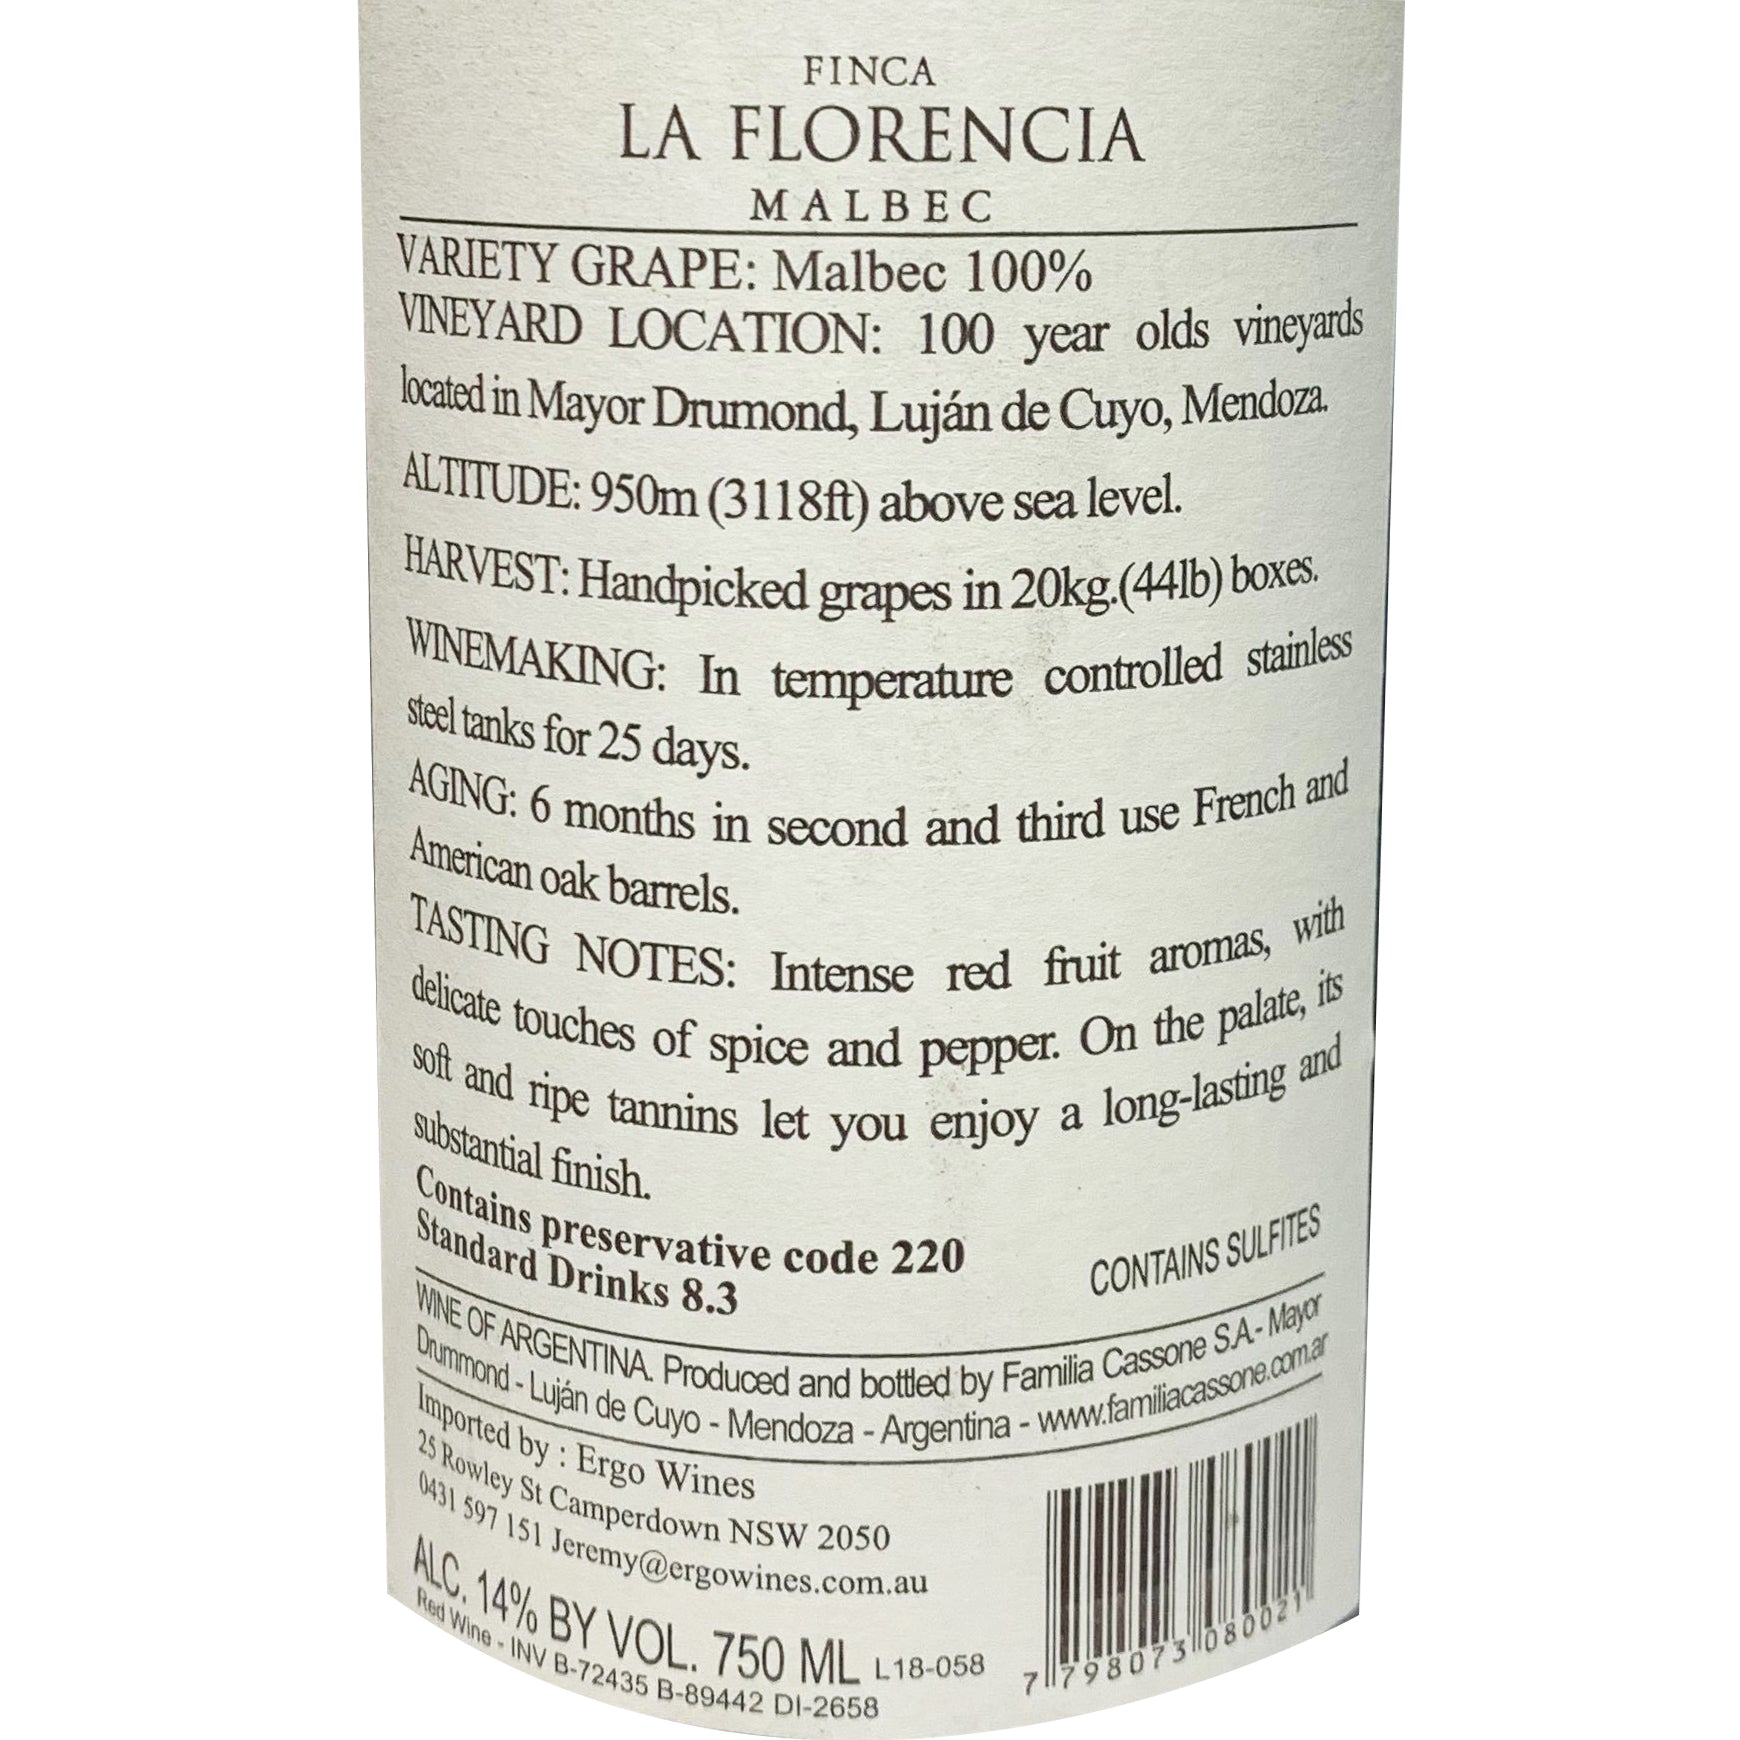 FINCA
LA FLORENCIA
MALBEC
VARIETY GRAPE: Malbec 100%
VINEYARD LOCATION: 100 year olds vineyards
located in Mayor Drumond, Luján de Cuyo, Mendoza.
ALTITUDE: 950m (3118ft) above sea level.
HARVEST: Handpicked grapes in 20kg.(44lb) boxes.
WINEMAKING: In temperature controlled stainless
steel tanks for 25 days.
AGING: 6 months in second and third use French and
American oak barrels.
TASTING NOTES: Intense red fruit aromas, with
delicate touches of spice and pepper. On the palate, its
soft and ripe tannins let you enjoy a long-lasting and
substantial finish.
Contains preservative code 220
Standard Drinks 8.3
CONTAINS SULFITES
WINE OF ARGENTINA. Produced and bottled by Familia Cassone S.A.- Mayor
Drummond - Luján de Cuyo - Mendoza - Argentina - www.familiacassone.com.ar
Imported by : Ergo Wines
25 Rowley St Camperdown NSW 2050
0431 597 151 Jeremy@ergowines.com.au
ALC. 14% BY VOL. 750 ML L18-058
Red Wine - INV B-72435 B-89442 DI-2658
7 798073 080021